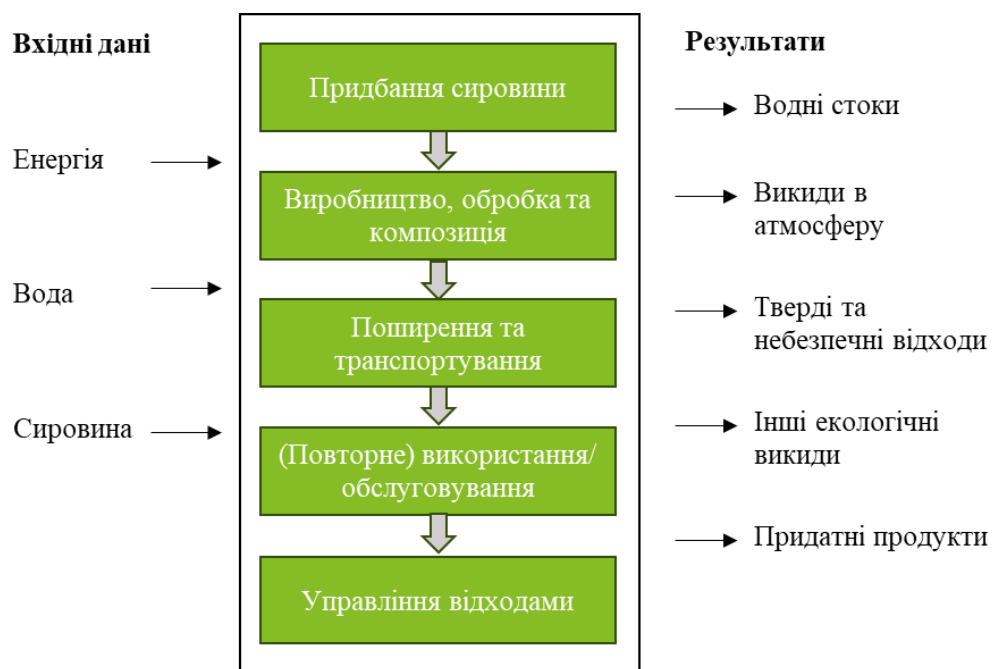 Вхідні дані
Енергія
Вода
Сировина
Придбання сировини
Виробництво, обробка та
композиція
Поширення та
транспортування
(Повторне) використання/
обслуговування
Управління відходами
Результати
Водні стоки
Викиди в
атмосферу
Тверді та
небезпечні відходи
Інші екологічні
викиди
Придатні продукти